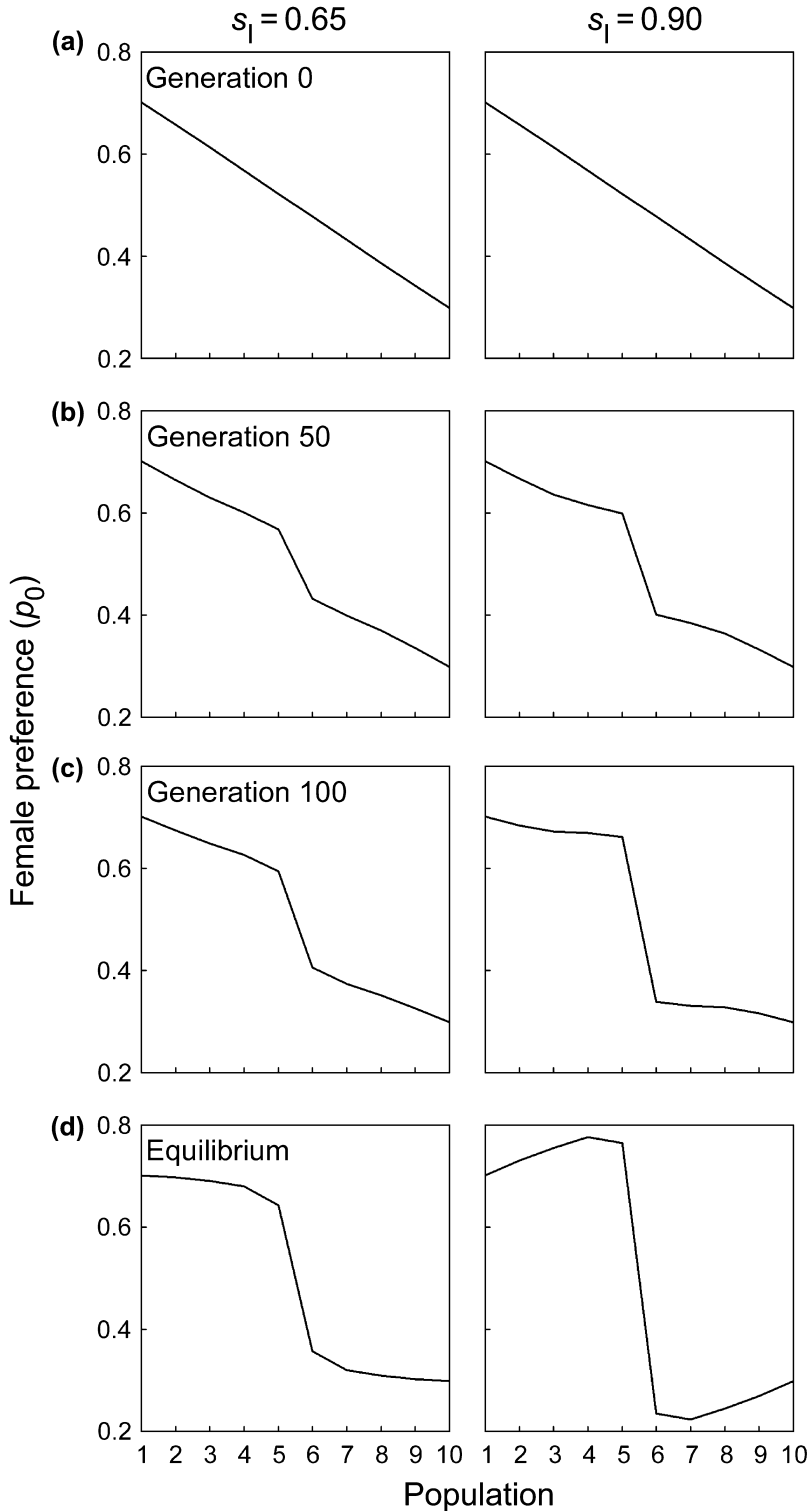 s_I = 0.65 s_I = 0.90
(a) 0.8
Generation 0
0.6
0.4
0.2
(b) 0.8
Generation 50
0.6
0.4
0.2
(c) 0.8
Generation 100
0.6
0.4
0.2
(d) 0.8
Equilibrium
0.6
0.4
0.2
Female preference (p₀)
1 2 3 4 5 6 7 8 9 10 1 2 3 4 5 6 7 8 9 10
Population